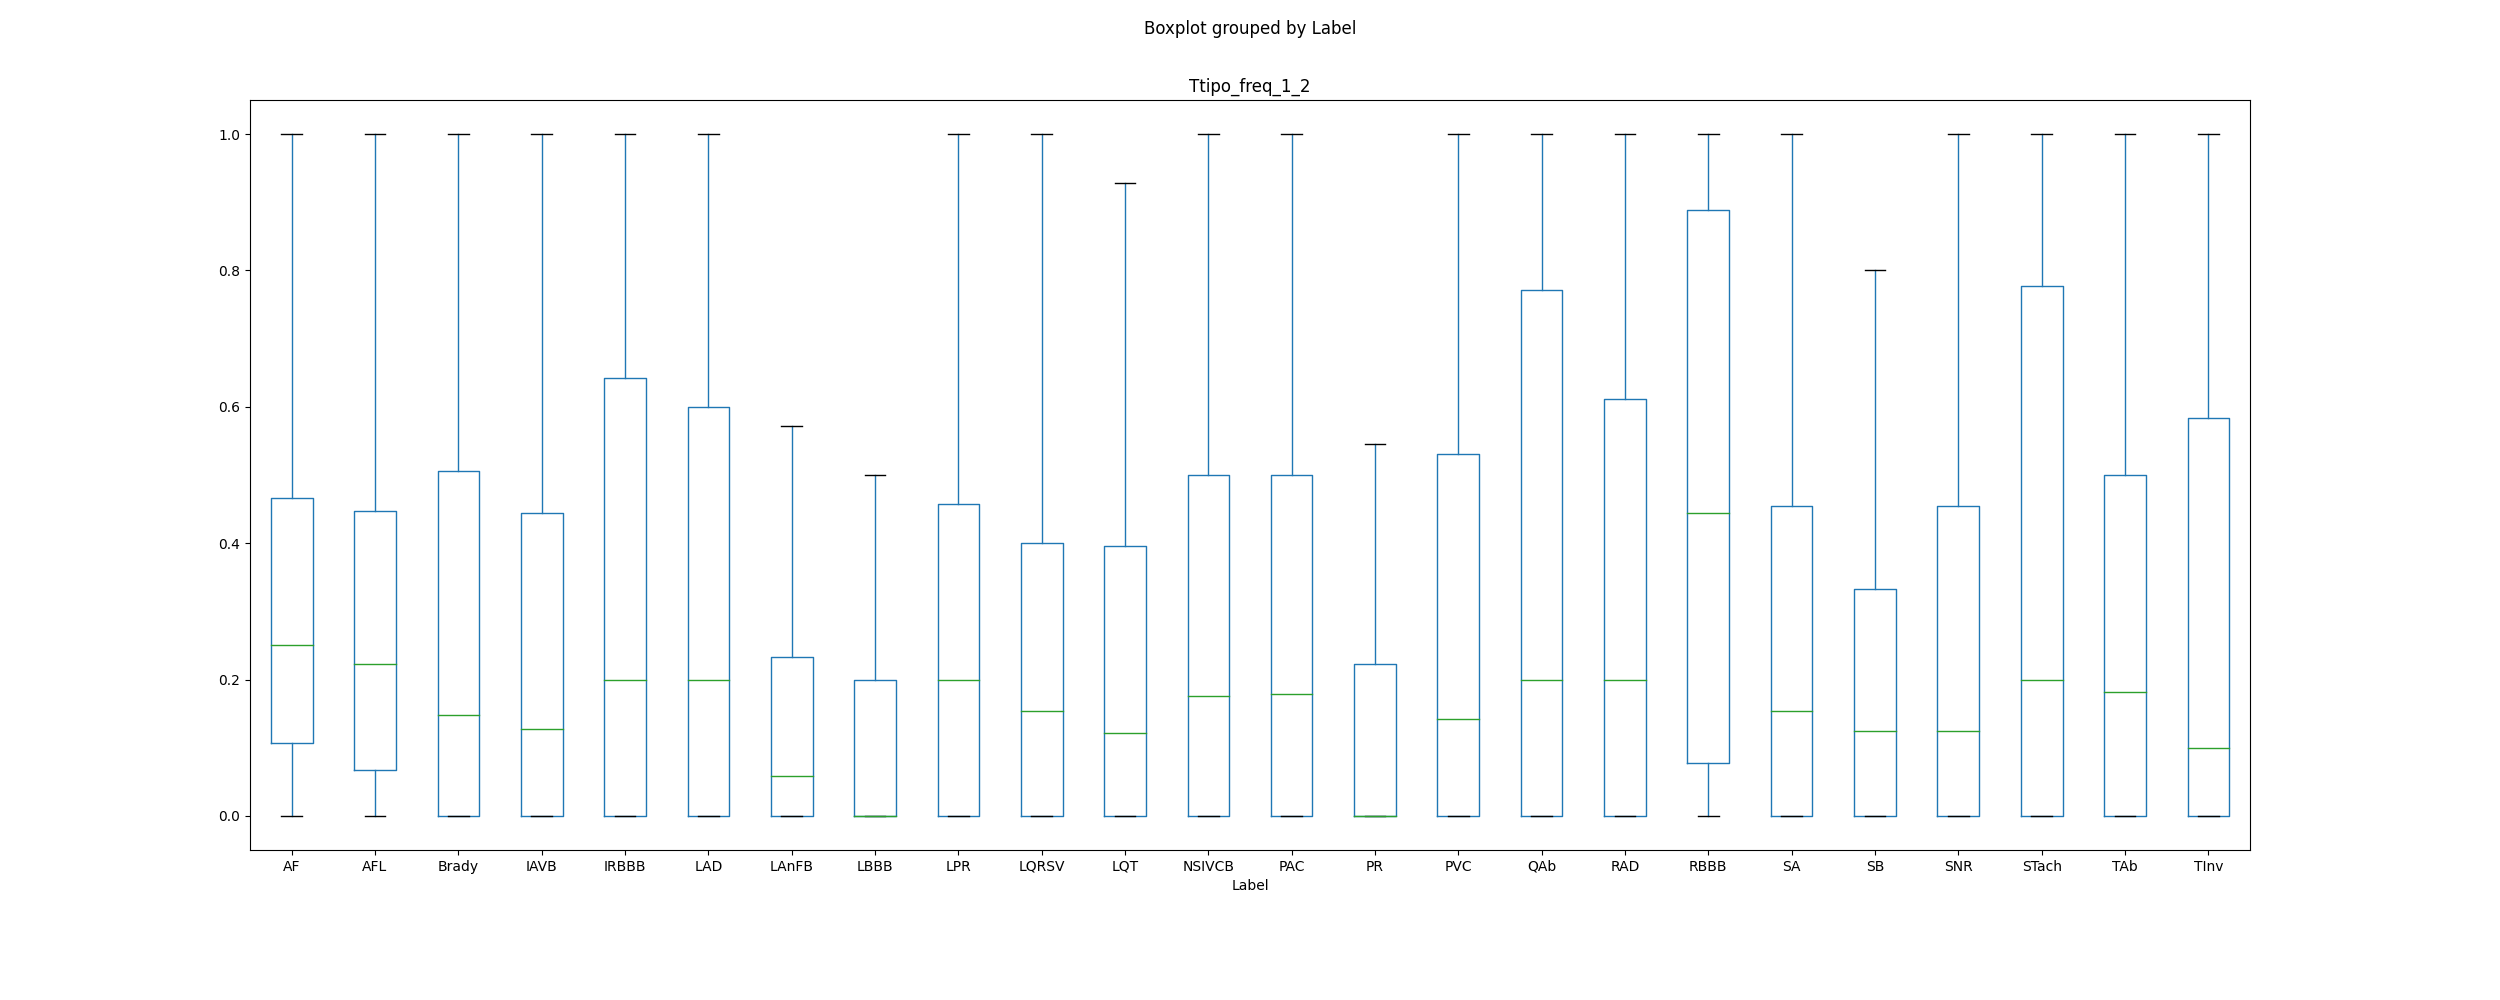 Boxplot grouped by Label
Ttipo_freq_1_2
1.0
0.8
0.6
0.4
0.2
0.0
AF AFL Brady IAVB IRBBB LAD LAnFB LBBB LPR LQRSV LQT NSIVCB PAC PR PVC QAb RAD RBBB SA SB SNR STach TAb TInv
Label